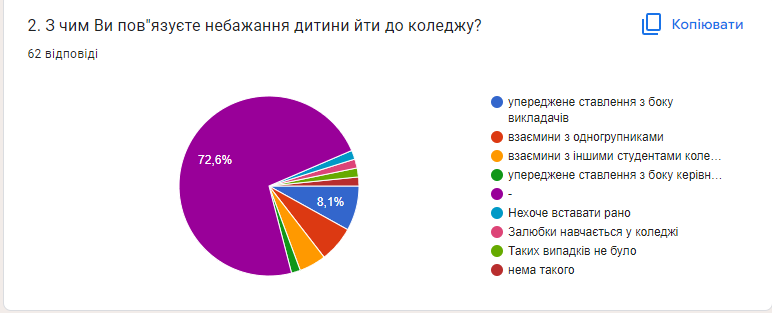 2. З чим Ви пов"язуєте небажання дитини йти до коледжу?
Копіювати
62 відповіді
72,6%
8,1%
упереджене ставлення з боку
викладачів
взаємини з одногрупниками
взаємини з іншими студентами коле...
упереджене ставлення з боку керівн...
-
Нехоче вставати рано
Залюбки навчається у коледжі
Таких випадків не було
нема такого